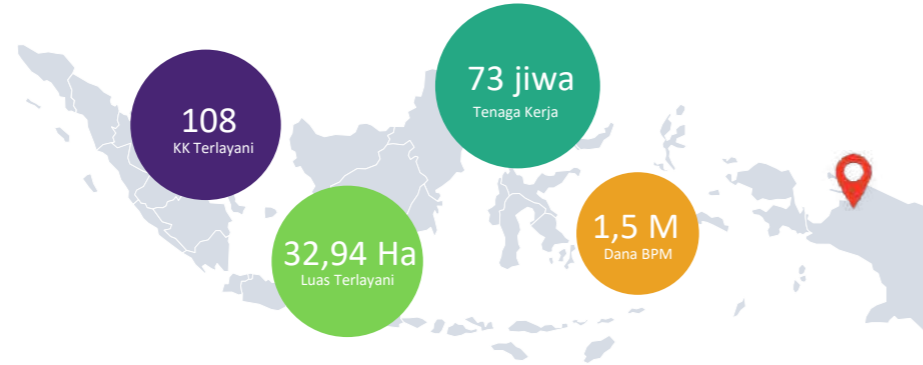 108
KK Terlayani
73 jiwa
Tenaga Kerja
32,94 Ha
Luas Terlayani
1,5 M
Dana BPM